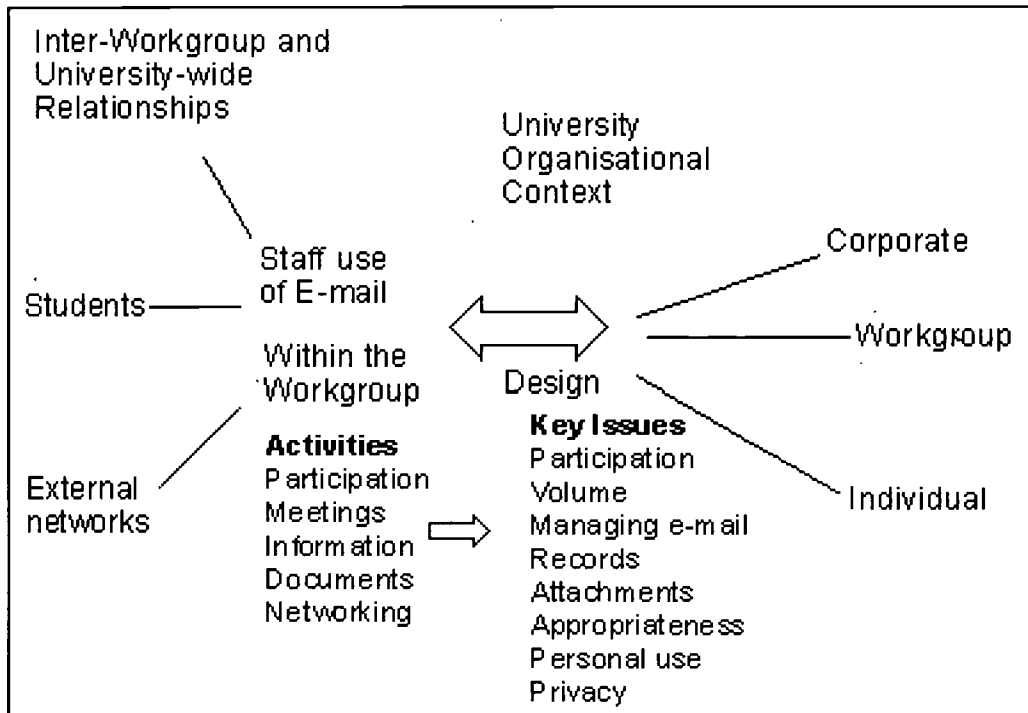 Inter-Workgroup and
University-wide
Relationships
University
Organisational
Context
Staff use
of E-mail
Students
Within the
Workgroup
External
networks
Activities
Participation
Meetings
Information
Documents
Networking
Design
Key Issues
Participation
Volume
Managing e-mail
Records
Attachments
Appropriateness
Personal use
Privacy
Corporate
Workgroup
Individual